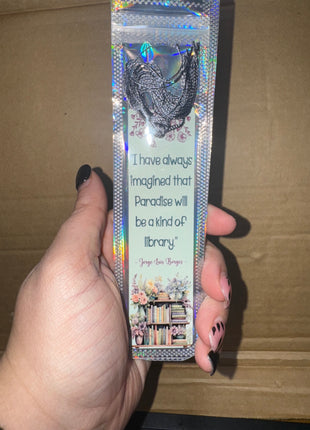 "I have always
imagined that
Paradise will
be a kind of
library."
- Jorge Luis Borges -